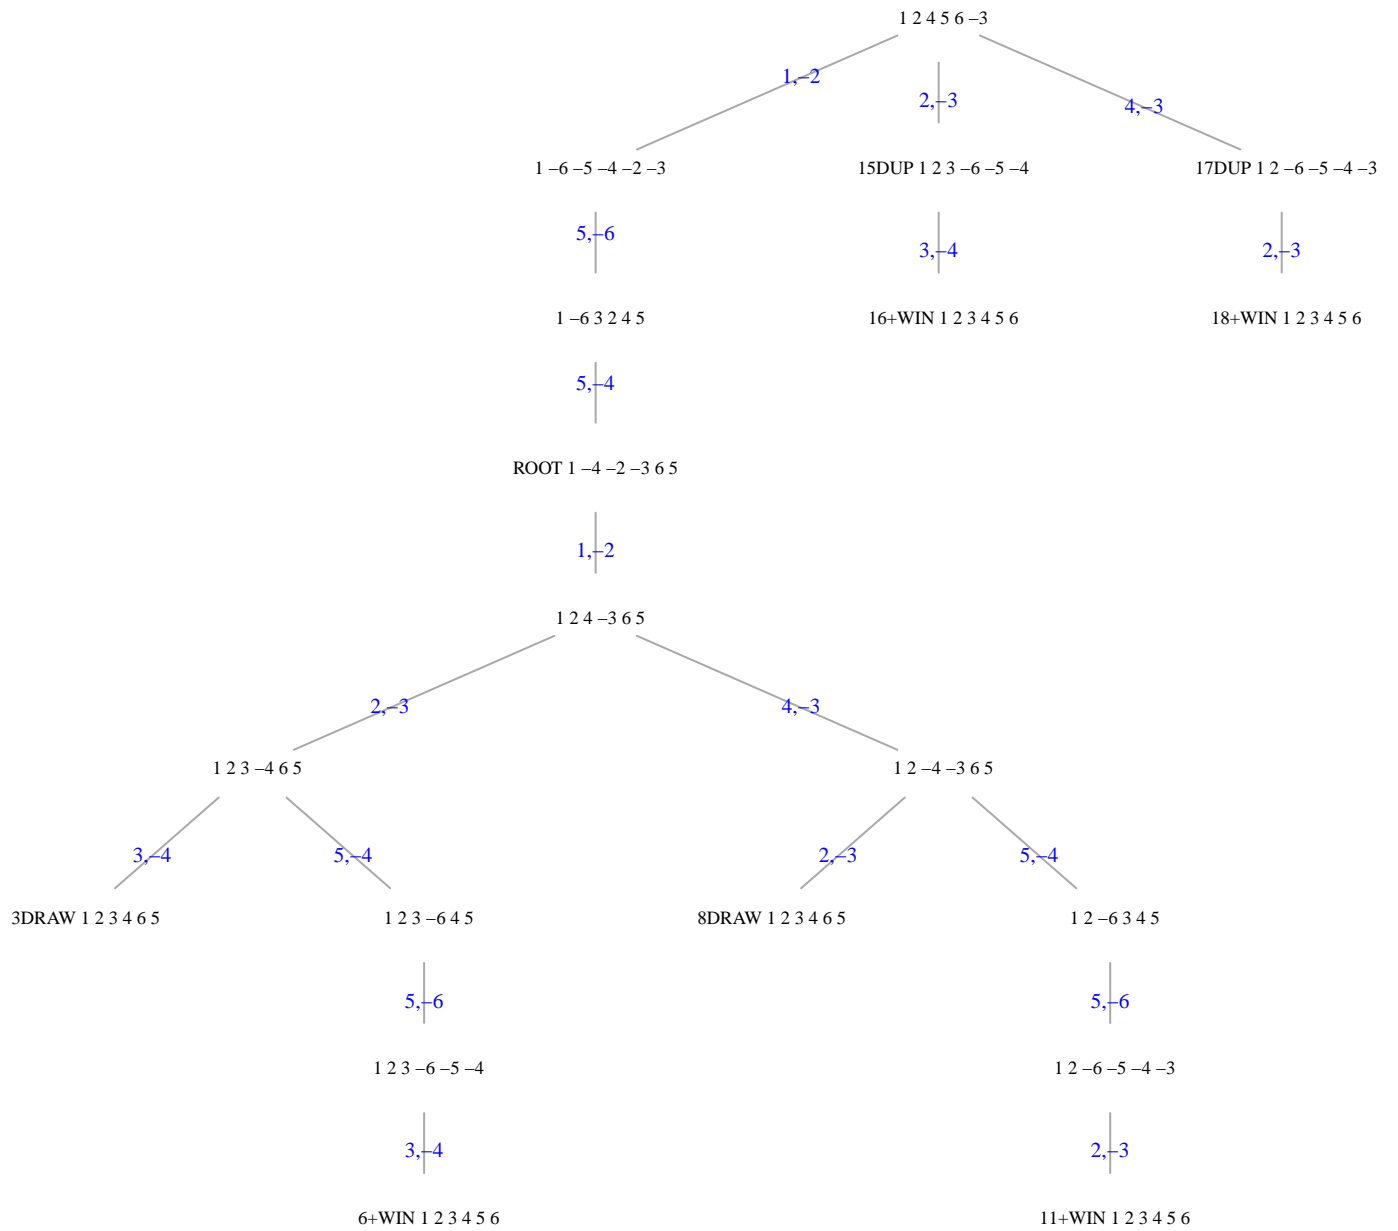 1 2 4 5 6 –3
1,–2
2,–3
4,–3
1 –6 –5 –4 –2 –3
15DUP 1 2 3 –6 –5 –4
17DUP 1 2 –6 –5 –4 –3
5,–6
3,–4
2,–3
1 –6 3 2 4 5
16+WIN 1 2 3 4 5 6
18+WIN 1 2 3 4 5 6
5,–4
ROOT 1 –4 –2 –3 6 5
1,–2
1 2 4 –3 6 5
2,–3
4,–3
1 2 3 –4 6 5
1 2 –4 –3 6 5
3,–4
5,–4
2,–3
5,–4
3DRAW 1 2 3 4 6 5
1 2 3 –6 4 5
8DRAW 1 2 3 4 6 5
1 2 –6 3 4 5
5,–6
5,–6
1 2 3 –6 –5 –4
1 2 –6 –5 –4 –3
3,–4
2,–3
6+WIN 1 2 3 4 5 6
11+WIN 1 2 3 4 5 6